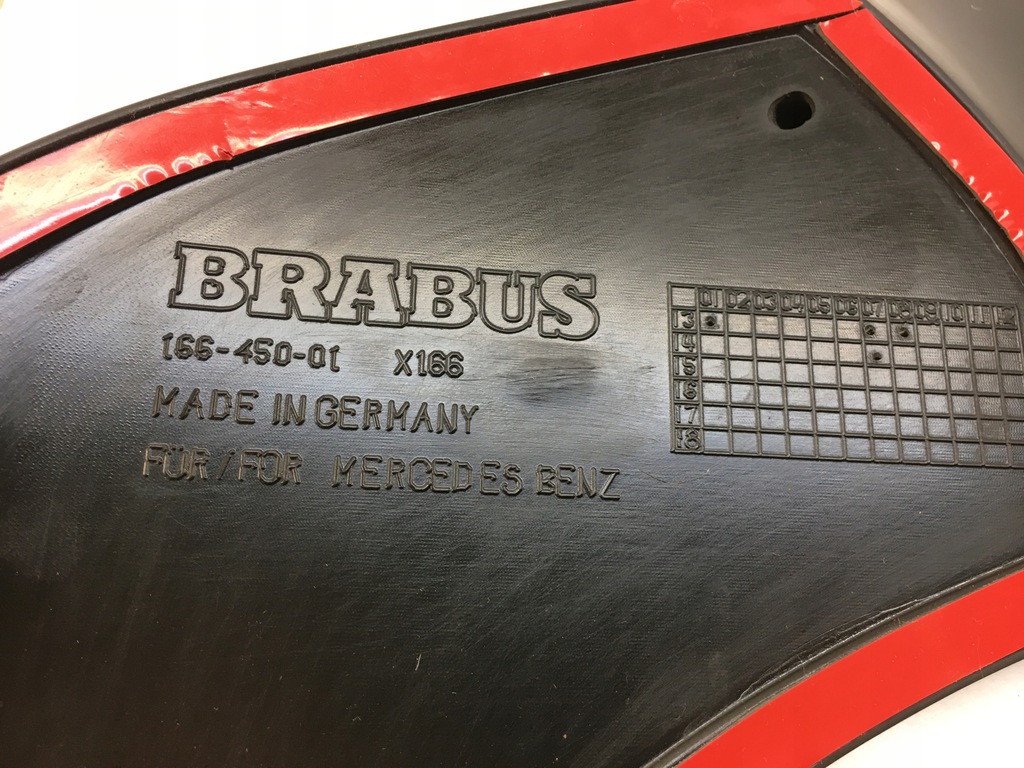 BRABUS
166-450-01 X166
MADE IN GERMANY
FÜR / FOR MERCEDES BENZ
01 02 03 04 05 06 07 08 09 10 11 12
13
14
15
16
17
18